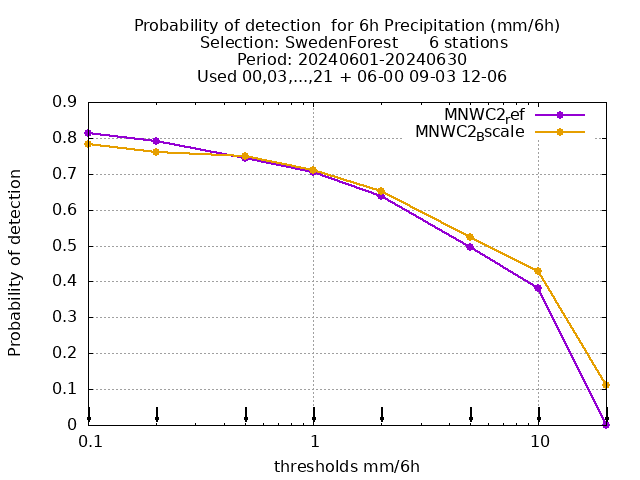 Probability of detection  for 6h Precipitation (mm/6h)
Selection: SwedenForest      6 stations
Period: 20240601-20240630
Used 00,03,...,21 + 06-00 09-03 12-06
MNWC2ref
MNWC2Bscale
0.9
0.8
0.7
0.6
0.5
0.4
0.3
0.2
0.1
0
Probability of detection
0.1
1
10
thresholds mm/6h